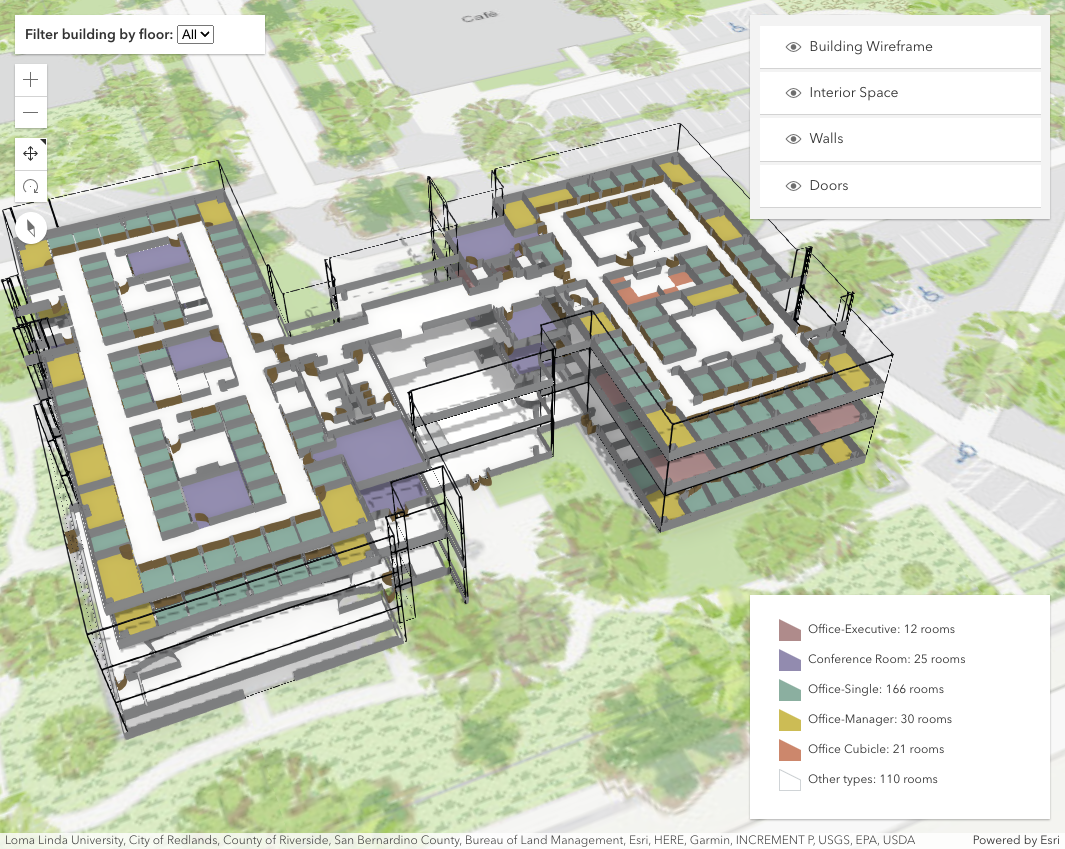 Café
Filter building by floor: All
Building Wireframe
Interior Space
Walls
Doors
Office-Executive: 12 rooms
Conference Room: 25 rooms
Office-Single: 166 rooms
Office-Manager: 30 rooms
Office Cubicle: 21 rooms
Other types: 110 rooms
Loma Linda University, City of Redlands, County of Riverside, San Bernardino County, Bureau of Land Management, Esri, HERE, Garmin, INCREMENT P, USGS, EPA, USDA
Powered by Esri